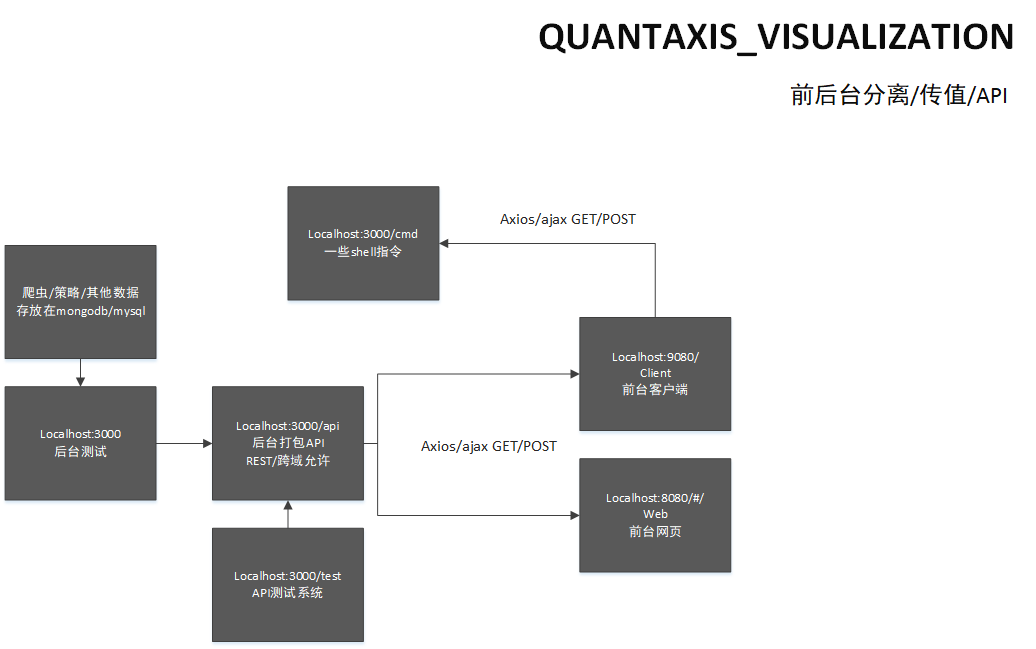 QUANTAXIS_VISUALIZATION
前后台分离/传值/API
Localhost:3000/cmd
一些shell指令
Axios/ajax GET/POST
爬虫/策略/其他数据
存放在mongodb/mysql
Localhost:9080/
Client
前台客户端
Localhost:3000
后台测试
Localhost:3000/api
后台打包API
REST/跨域允许
Axios/ajax GET/POST
Localhost:8080/#/
Web
前台网页
Localhost:3000/test
API测试系统